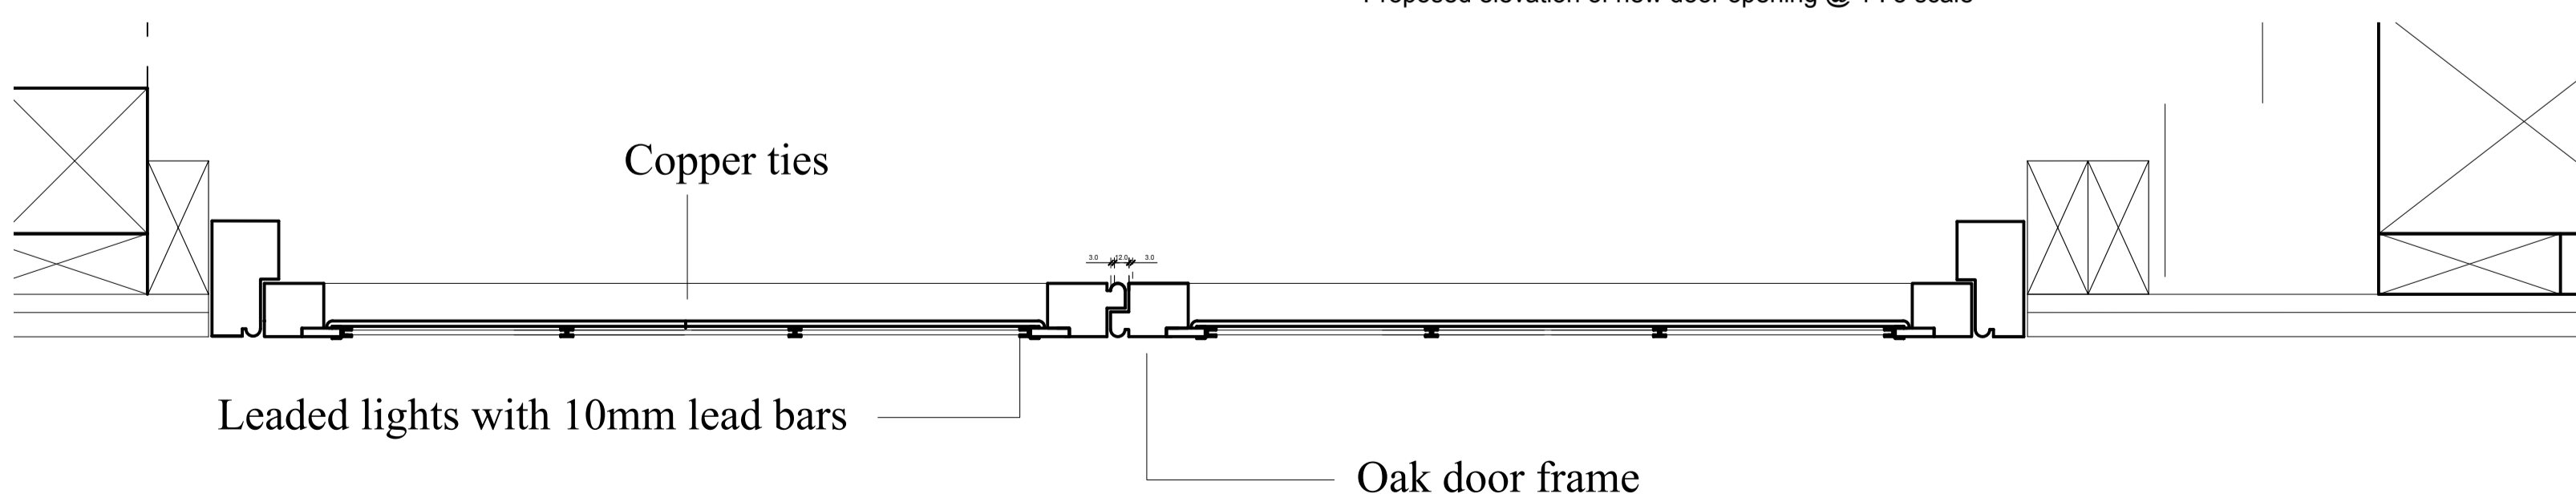 Copper ties
3.0 12.0 3.0
Leaded lights with 10mm lead bars
Oak door frame